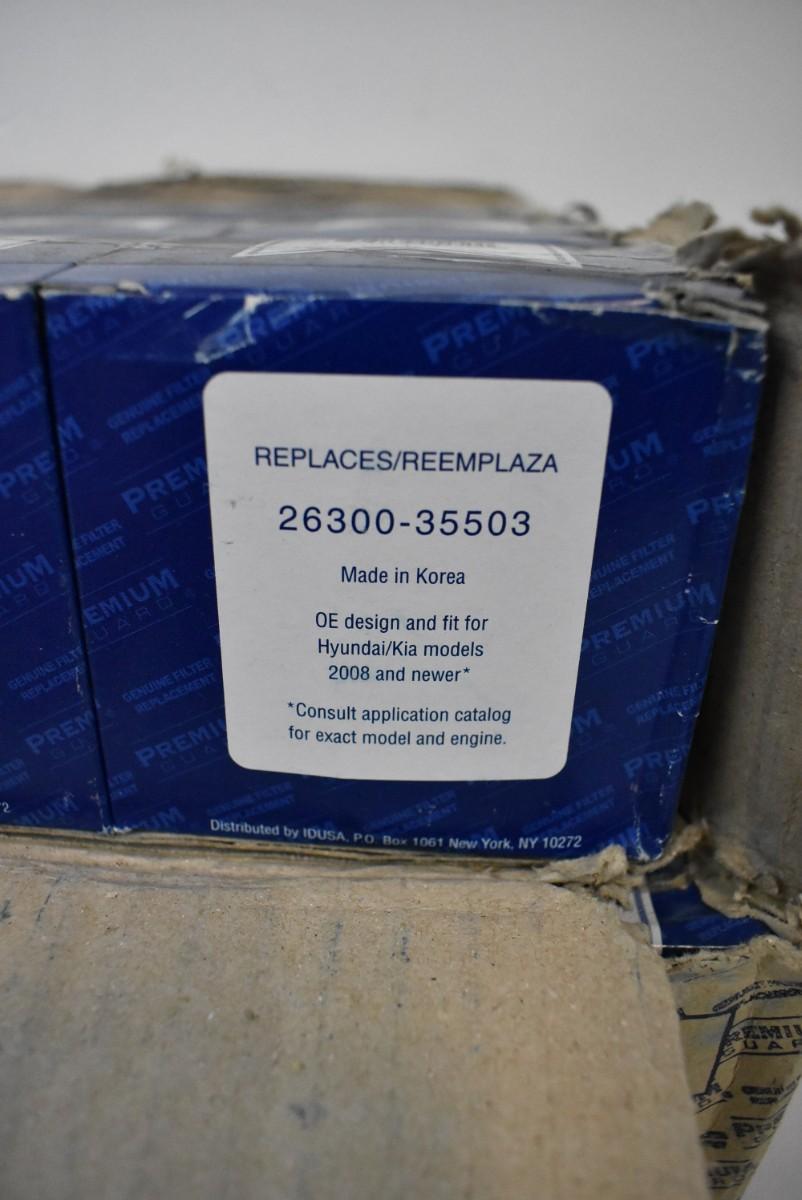 REPLACES/REEMPLAZA
26300-35503
Made in Korea
OE design and fit for
Hyundai/Kia models
2008 and newer*
*Consult application catalog
for exact model and engine.
Distributed by IDUSA, P.O. Box 1061 New York, NY 10272
PREMIUM
GUARD
GENUINE FILTER
REPLACEMENT